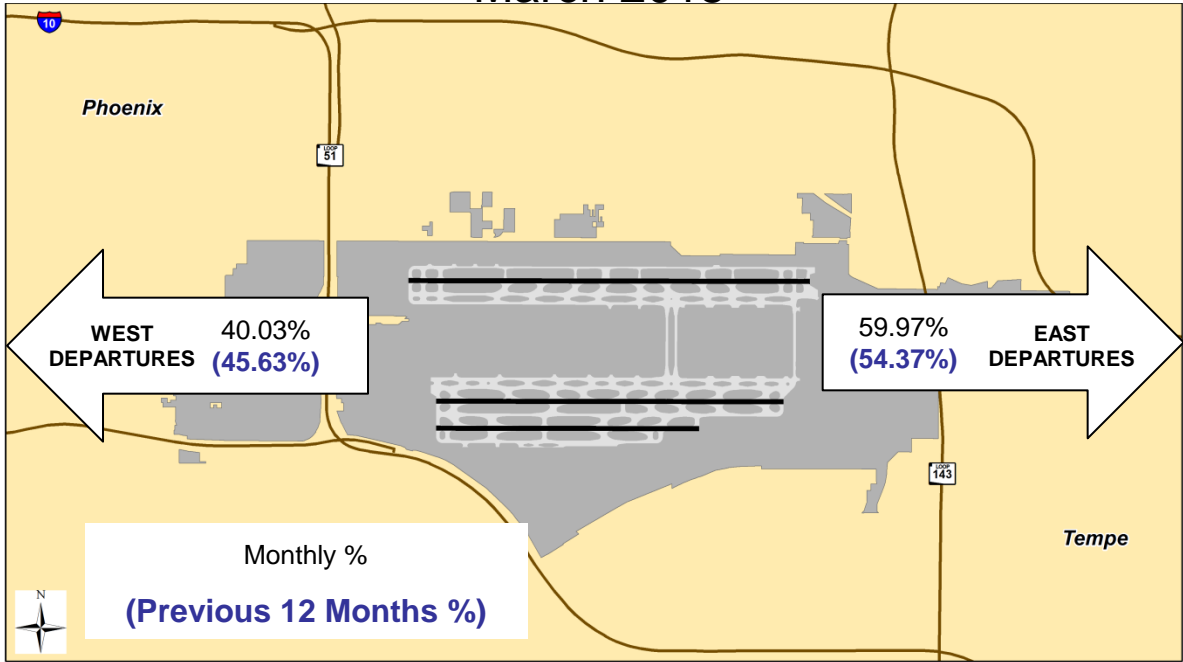 10
Phoenix
LOOP
51
WEST
DEPARTURES
40.03%
(45.63%)
59.97%
(54.37%)
EAST
DEPARTURES
LOOP
143
Tempe
Monthly %
(Previous 12 Months %)
N